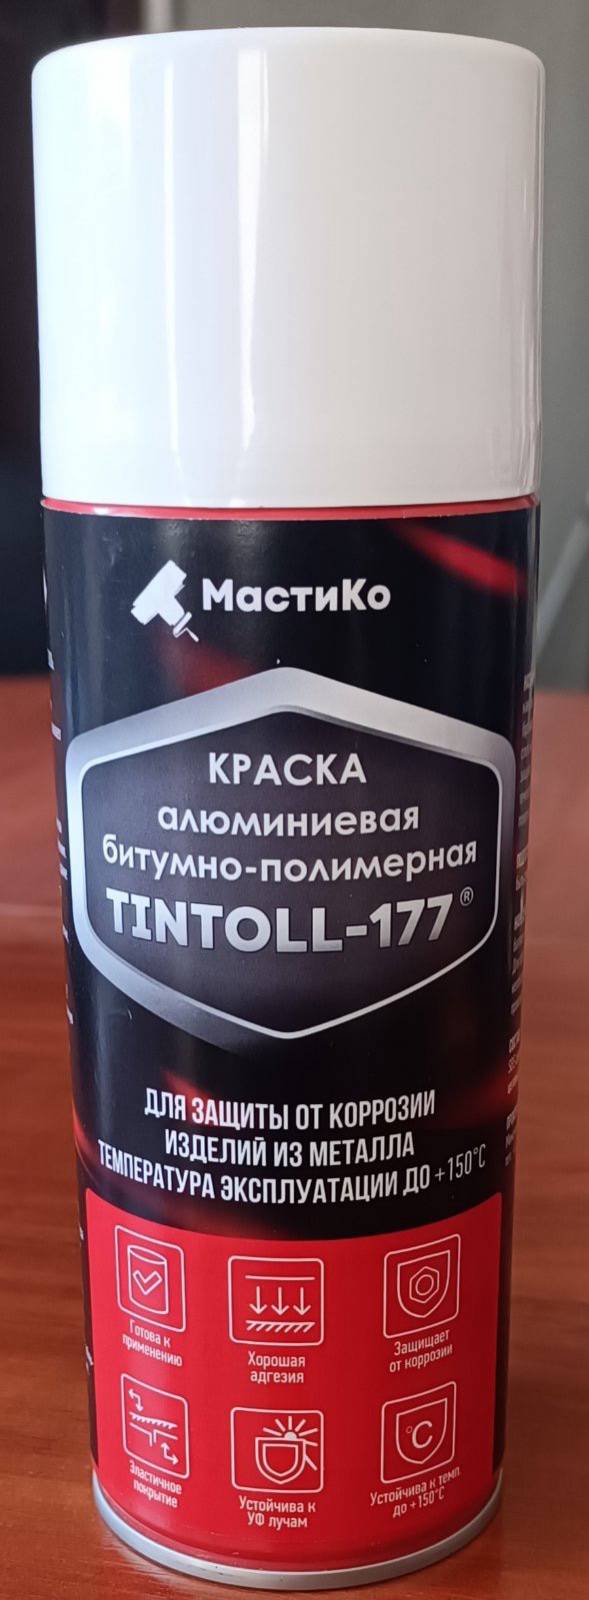 МастиКо
КРАСКА
алюминиевая
битумно-полимерная
TINTOLL-177®
ДЛЯ ЗАЩИТЫ ОТ КОРРОЗИИ
ИЗДЕЛИЙ ИЗ МЕТАЛЛА
ТЕМПЕРАТУРА ЭКСПЛУАТАЦИИ ДО +150°С
Готова к
применению
Хорошая
адгезия
Защищает
от коррозии
°C
Эластичное
покрытие
Устойчива к
УФ лучам
Устойчива к темп.
до +150°С